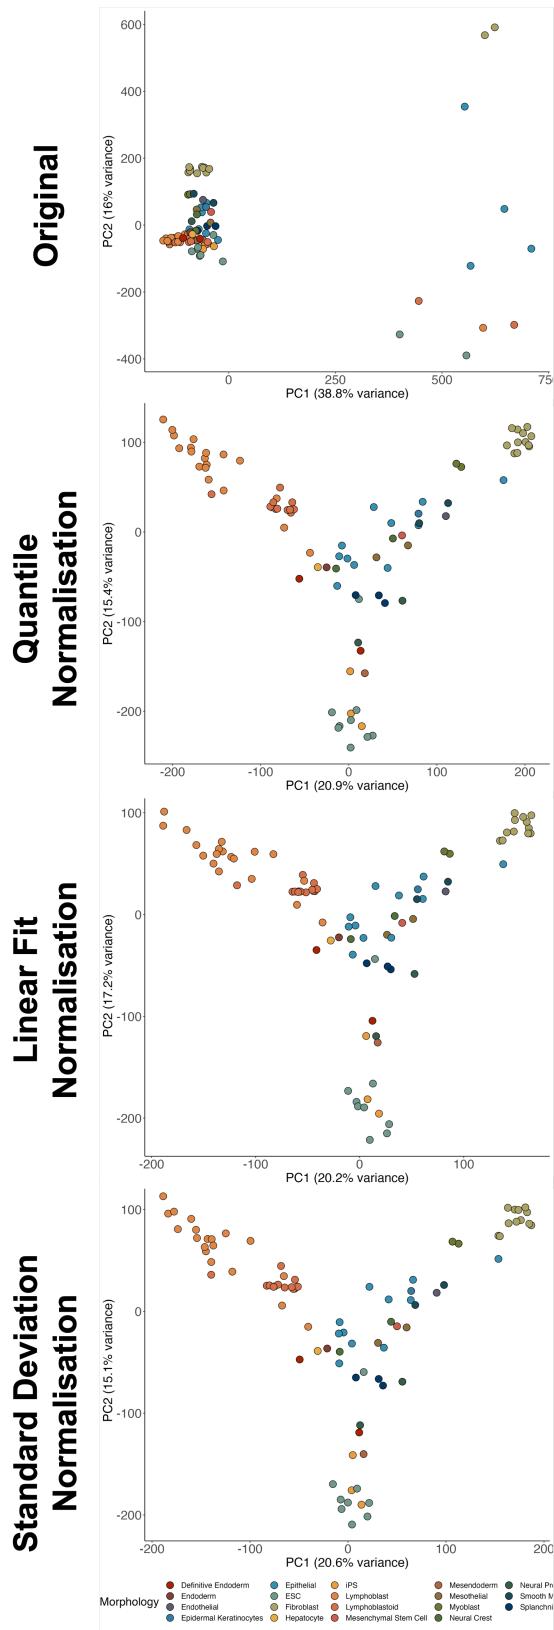 Original
PC2 (16% variance)
600
400
200
0
-200
-400
0
250
500
PC1 (38.8% variance)
Quantile
Normalisation
PC2 (15.4% variance)
100
0
-100
-200
-200
-100
0
100
200
PC1 (20.9% variance)
Linear Fit
Normalisation
PC2 (17.2% variance)
100
0
-100
-200
-200
-100
0
100
PC1 (20.2% variance)
Standard Deviation
Normalisation
PC2 (15.1% variance)
100
0
-100
-200
-200
-100
0
100
200
PC1 (20.6% variance)
Morphology
Definitive Endoderm
Endoderm
Endothelial
Epidermal Keratinocytes
Epithelial
ESC
Fibroblast
Hepatocyte
iPS
Lymphoblast
Lymphoblastoid
Mesenchymal Stem Cell
Mesendoderm
Mesothelial
Myoblast
Neural Crest
Neural
Smooth